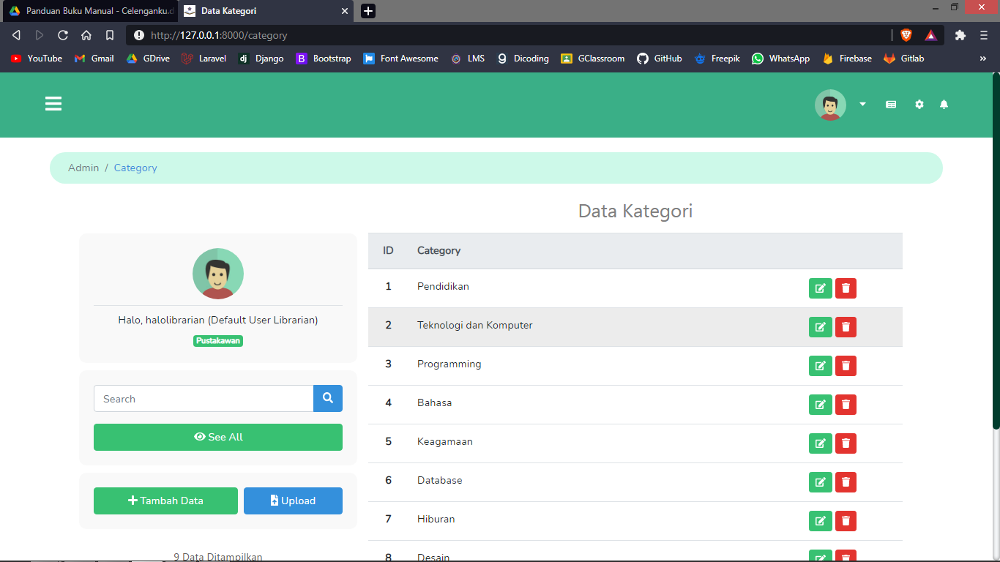 Panduan Buku Manual - Celenganku.d
Data Kategori
http://127.0.0.1:8000/category
YouTube Gmail GDrive Laravel Django Bootstrap Font Awesome LMS Dicoding GClassroom GitHub Freepik WhatsApp Firebase Gitlab »
Admin / Category
Data Kategori
Halo, halolibrarian (Default User Librarian)
Pustakawan
Search
See All
Tambah Data
Upload
9 Data Ditampilkan
ID Category
1 Pendidikan
2 Teknologi dan Komputer
3 Programming
4 Bahasa
5 Keagamaan
6 Database
7 Hiburan
8 Desain